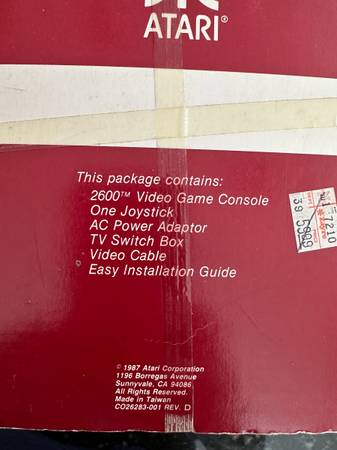 ATARI®
This package contains:
2600™ Video Game Console
One Joystick
AC Power Adaptor
TV Switch Box
Video Cable
Easy Installation Guide
© 1987 Atari Corporation
1196 Borregas Avenue
Sunnyvale, CA 94086
All Rights Reserved.
Made in Taiwan
CO26283-001 REV. D